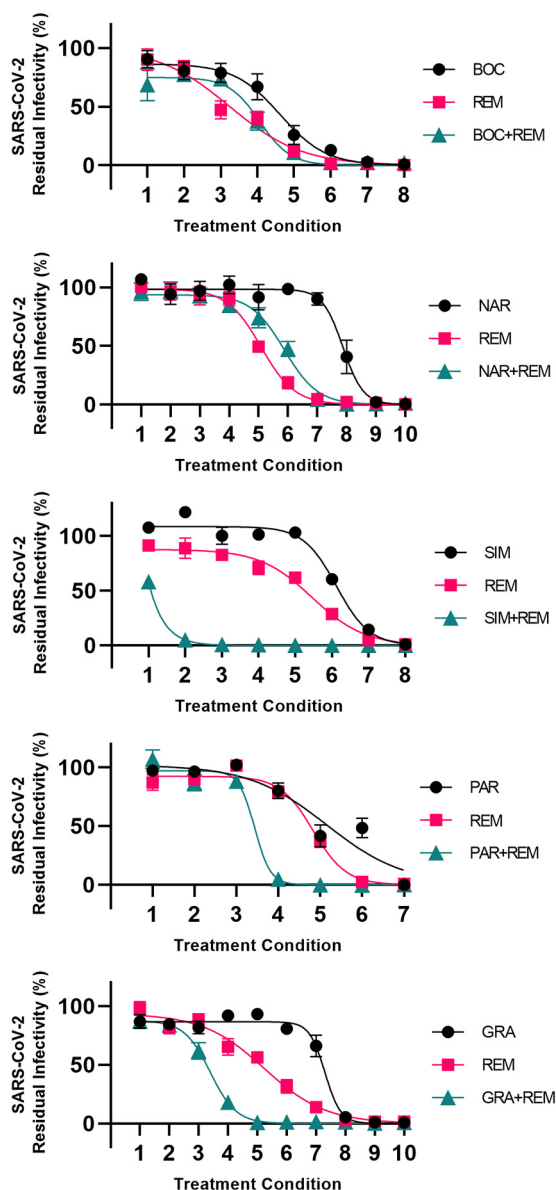 SARS-CoV-2
Residual Infectivity (%)
100
50
0
1 2 3 4 5 6 7 8
Treatment Condition
BOC
REM
BOC+REM
SARS-CoV-2
Residual Infectivity (%)
100
50
0
1 2 3 4 5 6 7 8 9 10
Treatment Condition
NAR
REM
NAR+REM
SARS-CoV-2
Residual Infectivity (%)
100
50
0
1 2 3 4 5 6 7 8
Treatment Condition
SIM
REM
SIM+REM
SARS-CoV-2
Residual Infectivity (%)
100
50
0
1 2 3 4 5 6 7
Treatment Condition
PAR
REM
PAR+REM
SARS-CoV-2
Residual Infectivity (%)
100
50
0
1 2 3 4 5 6 7 8 9 10
Treatment Condition
GRA
REM
GRA+REM